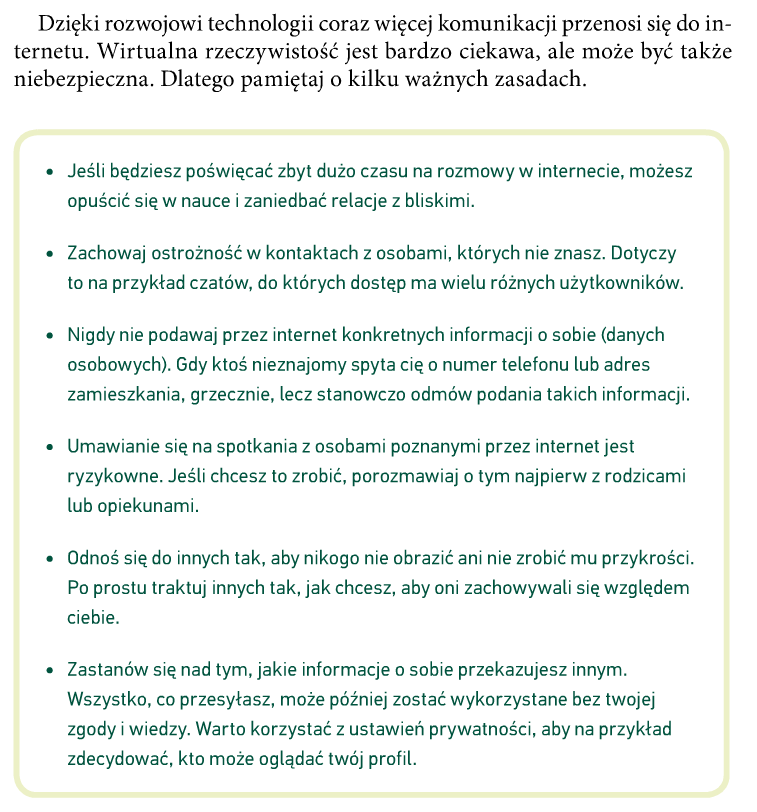 Dzięki rozwojowi technologii coraz więcej komunikacji przenosi się do in-
ternetu. Wirtualna rzeczywistość jest bardzo ciekawa, ale może być także
niebezpieczna. Dlatego pamiętaj o kilku ważnych zasadach.
• Jeśli będziesz poświęcać zbyt dużo czasu na rozmowy w internecie, możesz
opuścić się w nauce i zaniedbać relacje z bliskimi.
• Zachowaj ostrożność w kontaktach z osobami, których nie znasz. Dotyczy
to na przykład czatów, do których dostęp ma wielu różnych użytkowników.
• Nigdy nie podawaj przez internet konkretnych informacji o sobie (danych
osobowych). Gdy ktoś nieznajomy spyta cię o numer telefonu lub adres
zamieszkania, grzecznie, lecz stanowczo odmów podania takich informacji.
• Umawianie się na spotkania z osobami poznanymi przez internet jest
ryzykowne. Jeśli chcesz to zrobić, porozmawiaj o tym najpierw z rodzicami
lub opiekunami.
• Odnoś się do innych tak, aby nikogo nie obrazić ani nie zrobić mu przykrości.
Po prostu traktuj innych tak, jak chcesz, aby oni zachowywali się względem
ciebie.
• Zastanów się nad tym, jakie informacje o sobie przekazujesz innym.
Wszystko, co przesyłasz, może później zostać wykorzystane bez twojej
zgody i wiedzy. Warto korzystać z ustawień prywatności, aby na przykład
zdecydować, kto może oglądać twój profil.